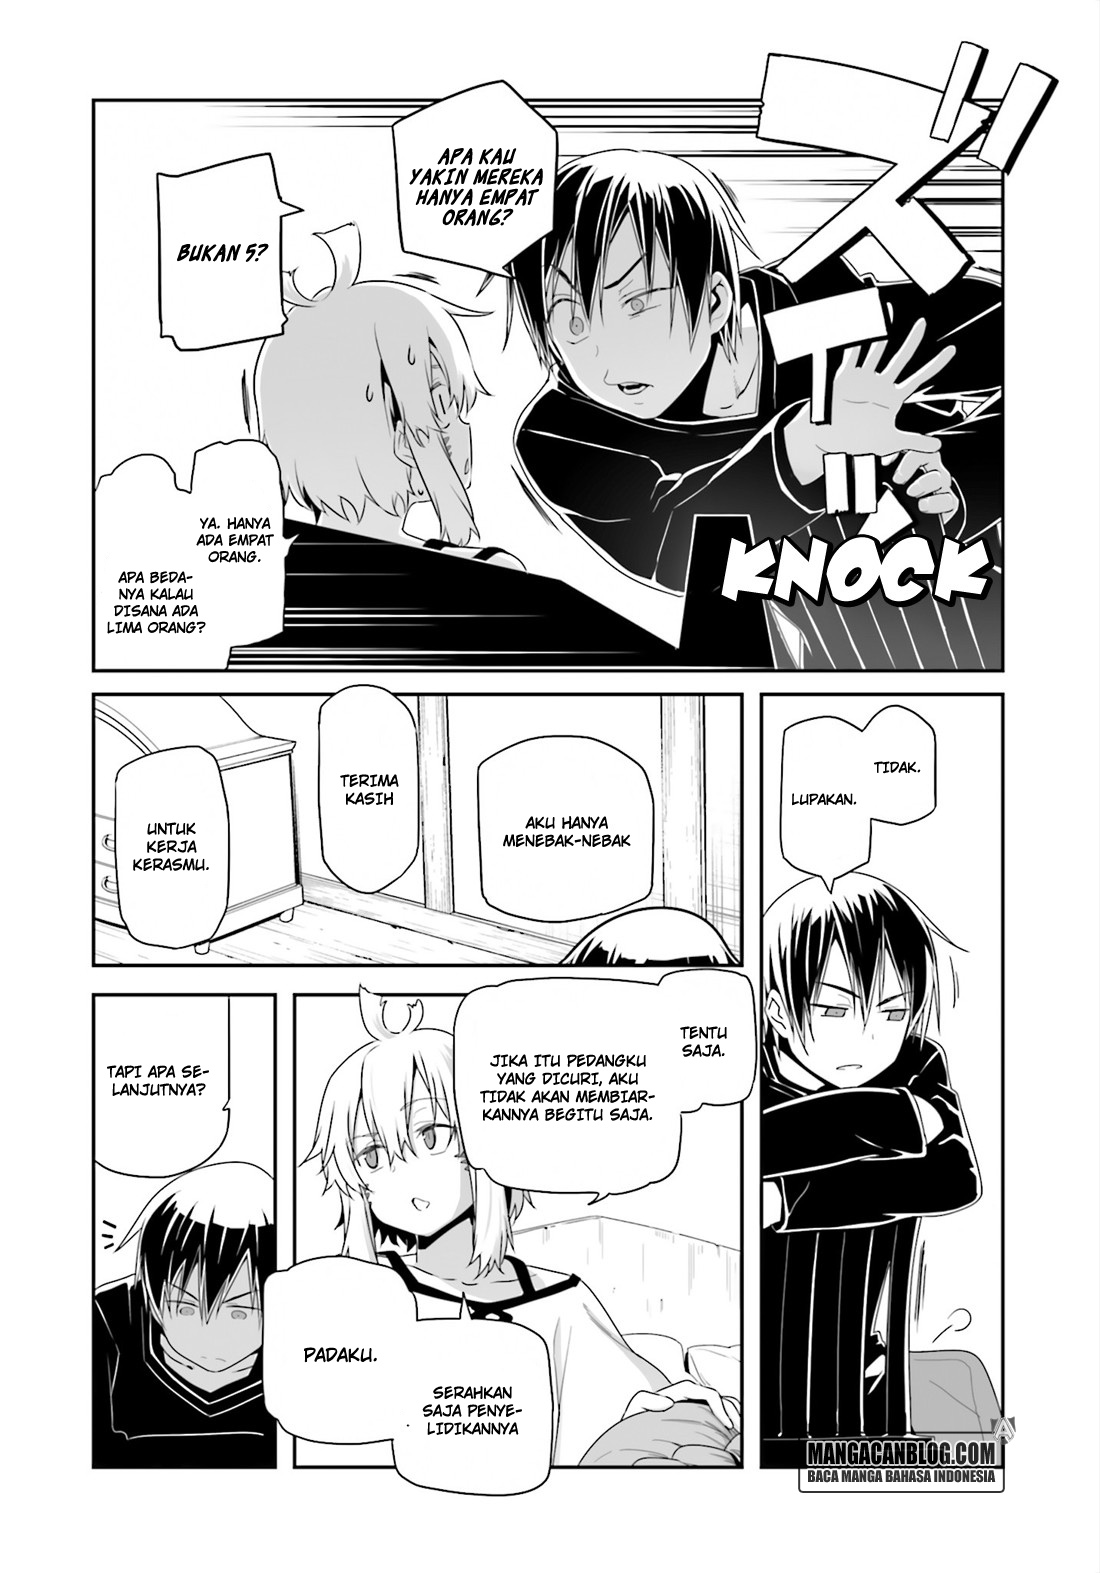 APA KAU
YAKIN MEREKA
HANYA EMPAT
ORANG?
BUKAN 5?
KNOCK
YA. HANYA
ADA EMPAT
ORANG.
APA BEDA-
NYA KALAU
DISANA ADA
LIMA ORANG?
TIDAK.
LUPAKAN.
AKU HANYA
MENEBAK-NEBAK
TERIMA
KASIH
UNTUK
KERJA
KERASMU.
TENTU
SAJA.
JIKA ITU PEDANGKU
YANG DICURI, AKU
TIDAK AKAN MEMBIAR-
KANNYA BEGITU SAJA.
PADAKU.
SERAHKAN
SAJA PENYE-
LIDIKANNYA
TAPI APA SE-
LANJUTNYA?
MANGACANBLOG.COM
BACA MANGA BAHASA INDONESIA